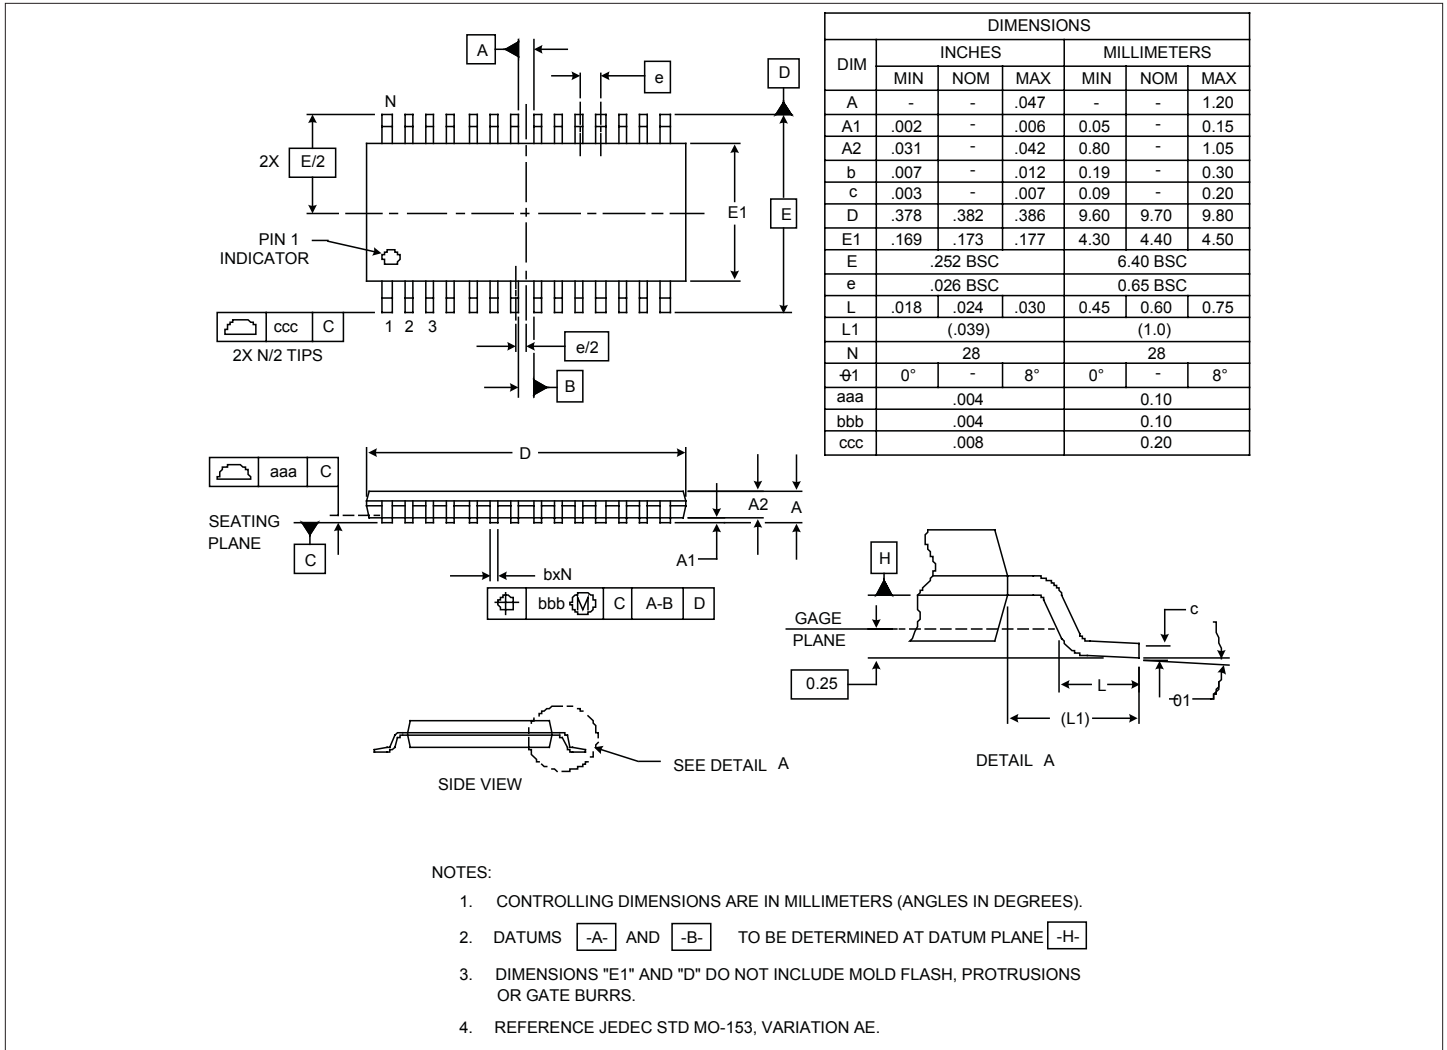 A
e
D
N
2X E/2
E1
E
PIN 1
INDICATOR
ccc C
1 2 3
2X N/2 TIPS
e/2
B
DIMENSIONS
DIM INCHES MILLIMETERS
MIN NOM MAX MIN NOM MAX
A - - .047 - - 1.20
A1 .002 - .006 0.05 - 0.15
A2 .031 - .042 0.80 - 1.05
b .007 - .012 0.19 - 0.30
c .003 - .007 0.09 - 0.20
D .378 .382 .386 9.60 9.70 9.80
E1 .169 .173 .177 4.30 4.40 4.50
E .252 BSC 6.40 BSC
e .026 BSC 0.65 BSC
L .018 .024 .030 0.45 0.60 0.75
L1 (.039) (1.0)
N 28 28
θ1 0° - 8° 0° - 8°
aaa .004 0.10
bbb .004 0.10
ccc .008 0.20
D
aaa C
A2 A
SEATING
PLANE
C
A1
bxN
bbb M C A-B D
H
GAGE
PLANE
c
0.25
L
θ1
(L1)
DETAIL A
SEE DETAIL A
SIDE VIEW
NOTES:
1. CONTROLLING DIMENSIONS ARE IN MILLIMETERS (ANGLES IN DEGREES).
2. DATUMS -A- AND -B- TO BE DETERMINED AT DATUM PLANE -H-
3. DIMENSIONS "E1" AND "D" DO NOT INCLUDE MOLD FLASH, PROTRUSIONS
OR GATE BURRS.
4. REFERENCE JEDEC STD MO-153, VARIATION AE.